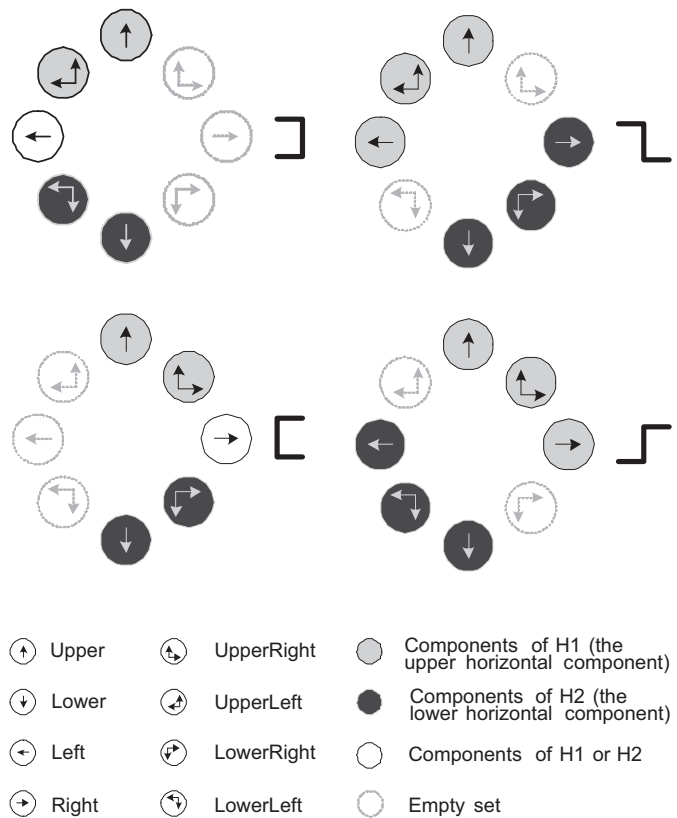 Upper
UpperRight
Components of H1 (the
upper horizontal component)
Lower
UpperLeft
Components of H2 (the
lower horizontal component)
Left
LowerRight
Components of H1 or H2
Right
LowerLeft
Empty set